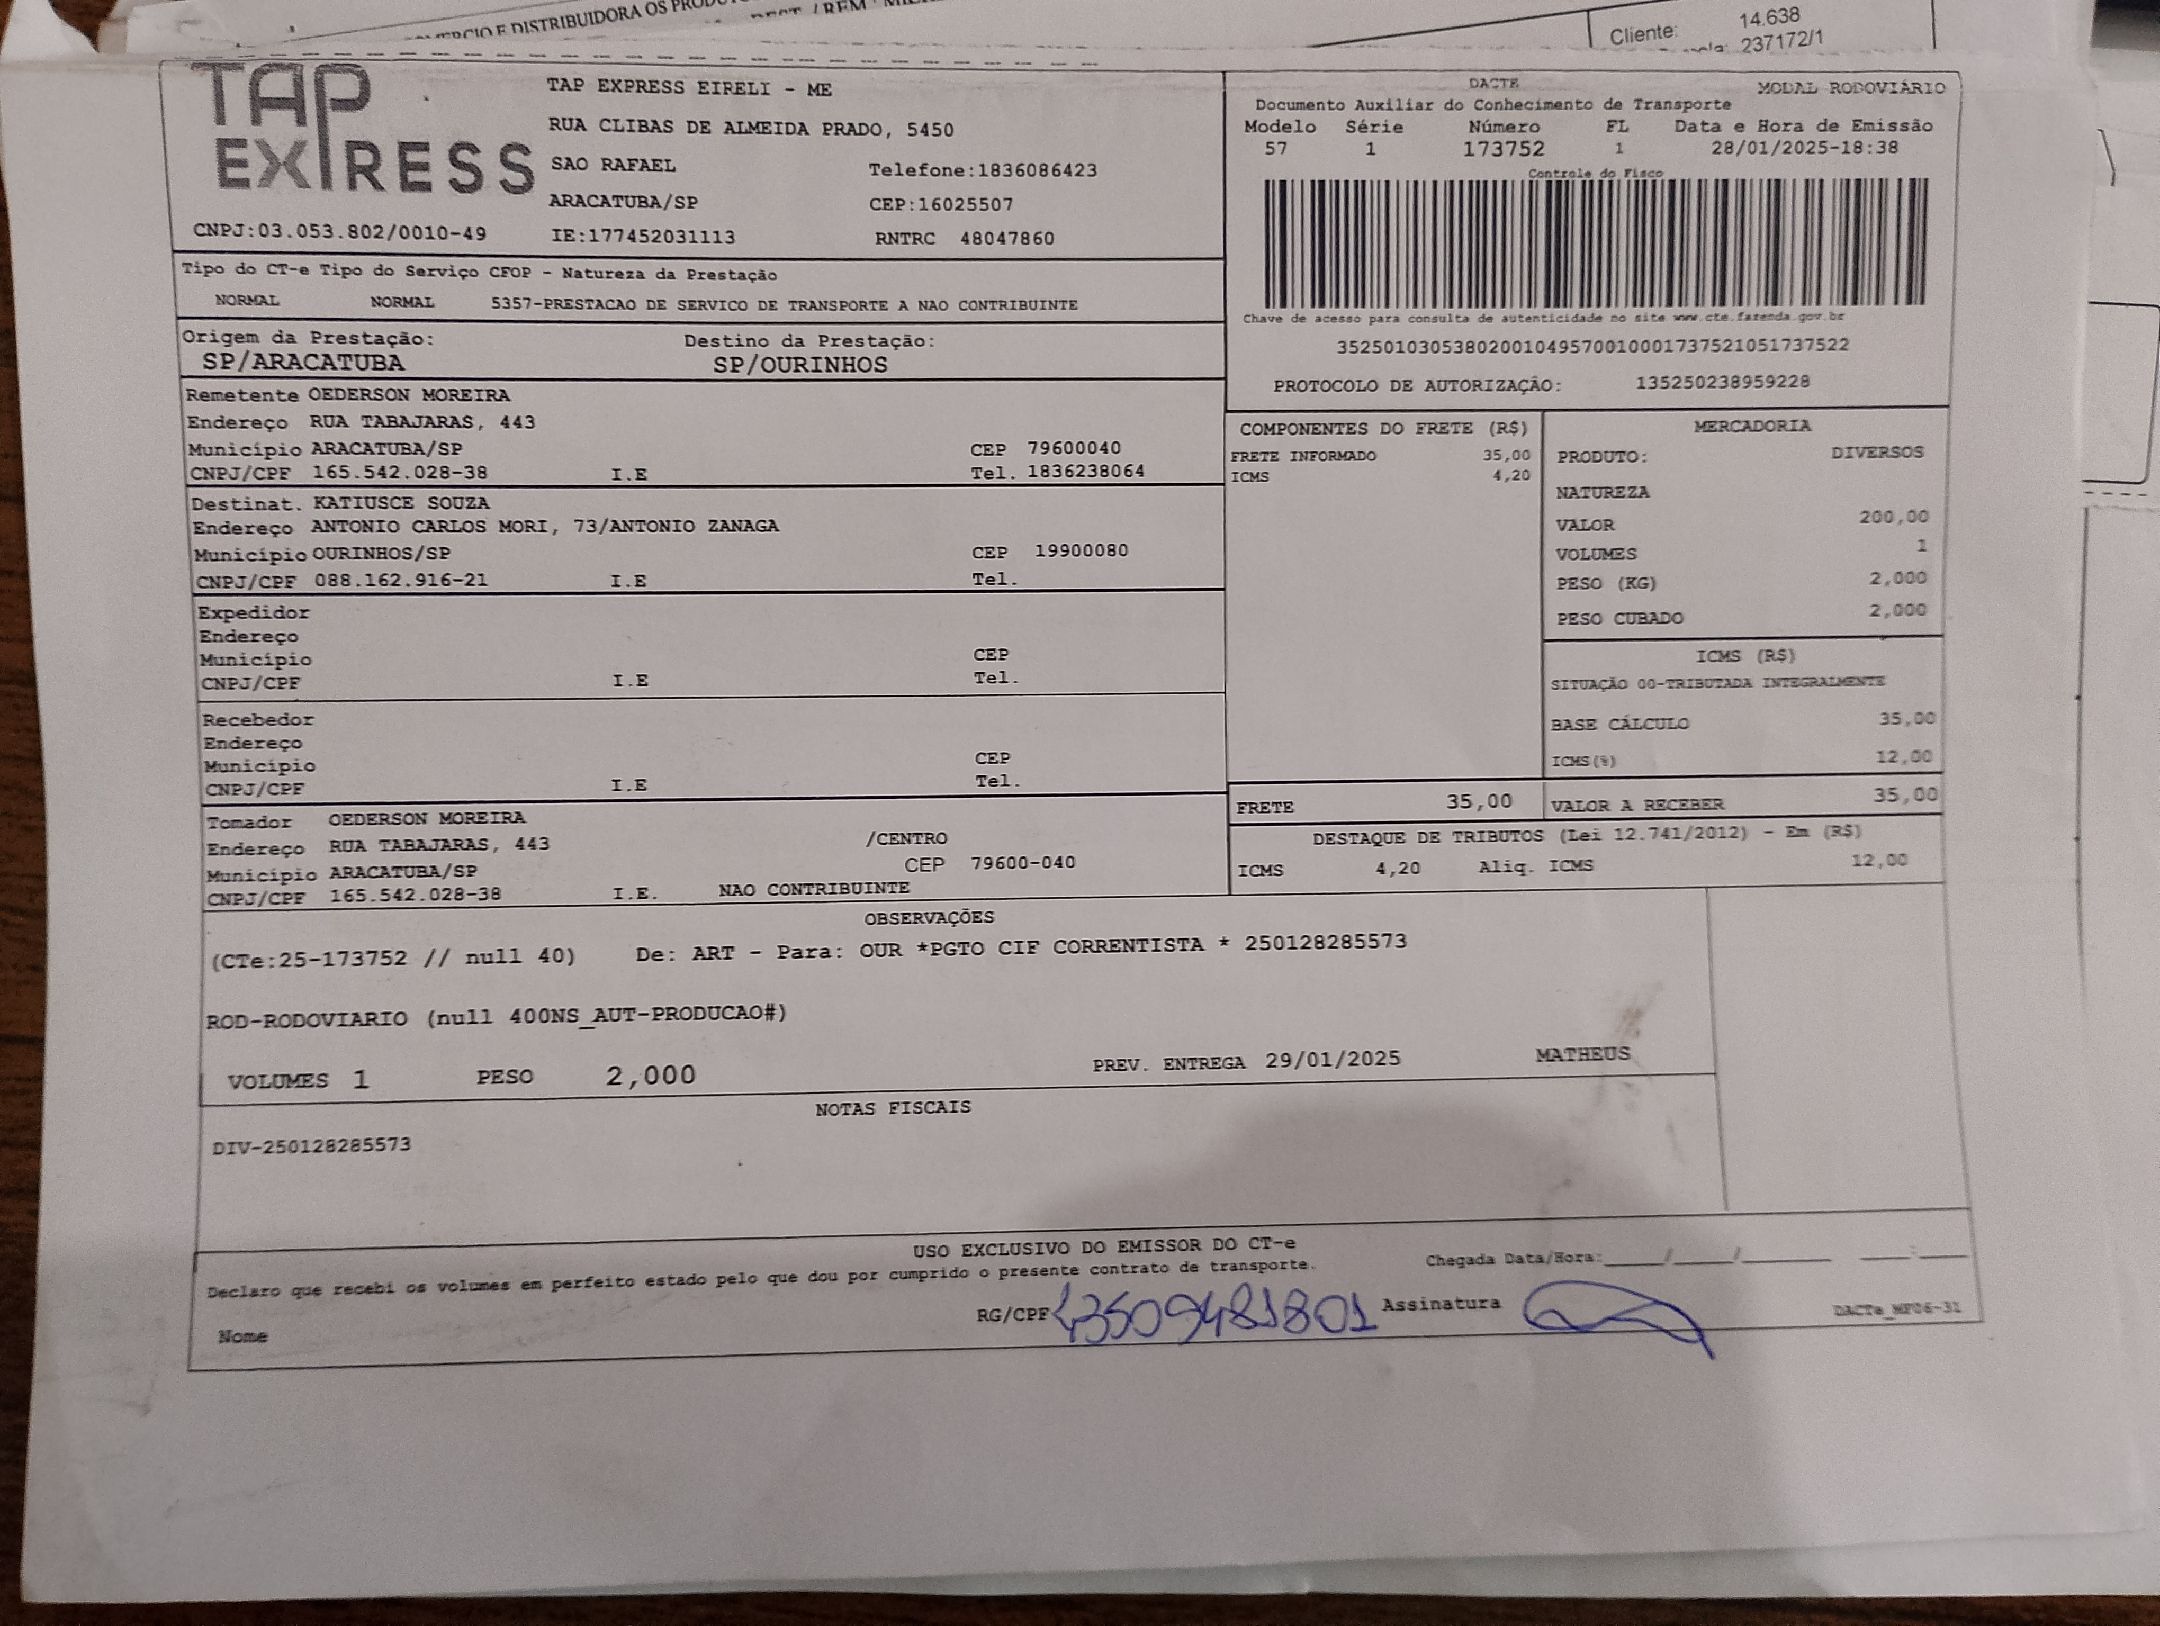 E DISTRIBUIDORA OS
Cliente: 14.638
237172/1
TAP EXPRESS
TAP EXPRESS EIRELI - ME
RUA CLIBAS DE ALMEIDA PRADO, 5450
SAO RAFAEL Telefone:1836086423
ARACATUBA/SP CEP:16025507
CNPJ:03.053.802/0010-49 IE:177452031113 RNTRC 48047860
DACTE MODAL RODOVIÁRIO
Documento Auxiliar do Conhecimento de Transporte
Modelo Série Número FL Data e Hora de Emissão
57 1 173752 1 28/01/2025-18:38
Controle do Fisco
Chave de acesso para consulta de autenticidade no site www.cte.fazenda.gov.br
35250103053802001049570010001737521051737522
PROTOCOLO DE AUTORIZAÇÃO: 135250238959228
Tipo do CT-e Tipo do Serviço CFOP - Natureza da Prestação
NORMAL NORMAL 5357-PRESTACAO DE SERVICO DE TRANSPORTE A NAO CONTRIBUINTE
Origem da Prestação: Destino da Prestação:
SP/ARACATUBA SP/OURINHOS
Remetente OEDERSON MOREIRA
Endereço RUA TABAJARAS, 443
Município ARACATUBA/SP CEP 79600040
CNPJ/CPF 165.542.028-38 I.E Tel. 1836238064
Destinat. KATIUSCE SOUZA
Endereço ANTONIO CARLOS MORI, 73/ANTONIO ZANAGA
Município OURINHOS/SP CEP 19900080
CNPJ/CPF 088.162.916-21 I.E Tel.
Expedidor
Endereço
Município CEP
CNPJ/CPF I.E Tel.
Recebedor
Endereço
Município CEP
CNPJ/CPF I.E Tel.
Tomador OEDERSON MOREIRA
Endereço RUA TABAJARAS, 443 /CENTRO
Município ARACATUBA/SP CEP 79600-040
CNPJ/CPF 165.542.028-38 I.E. NAO CONTRIBUINTE
COMPONENTES DO FRETE (R$)
FRETE INFORMADO 35,00
ICMS 4,20
MERCADORIA
PRODUTO: DIVERSOS
NATUREZA
VALOR 200,00
VOLUMES 1
PESO (KG) 2,000
PESO CUBADO 2,000
ICMS (R$)
SITUAÇÃO 00-TRIBUTADA INTEGRALMENTE
BASE CÁLCULO 35,00
ICMS(%) 12,00
FRETE 35,00 VALOR A RECEBER 35,00
DESTAQUE DE TRIBUTOS (Lei 12.741/2012) - Em (R$)
ICMS 4,20 Aliq. ICMS 12,00
OBSERVAÇÕES
(CTe:25-173752 // null 40) De: ART - Para: OUR *PGTO CIF CORRENTISTA * 250128285573
ROD-RODOVIARIO (null 400NS_AUT-PRODUCAO#)
VOLUMES 1 PESO 2,000 PREV. ENTREGA 29/01/2025 MATHEUS
NOTAS FISCAIS
DIV-250128285573
USO EXCLUSIVO DO EMISSOR DO CT-e
Declaro que recebi os volumes em perfeito estado pelo que dou por cumprido o presente contrato de transporte. Chegada Data/Hora:____/____/______ ___:___
Nome RG/CPF 43509481801 Assinatura DACTe_MF06-31